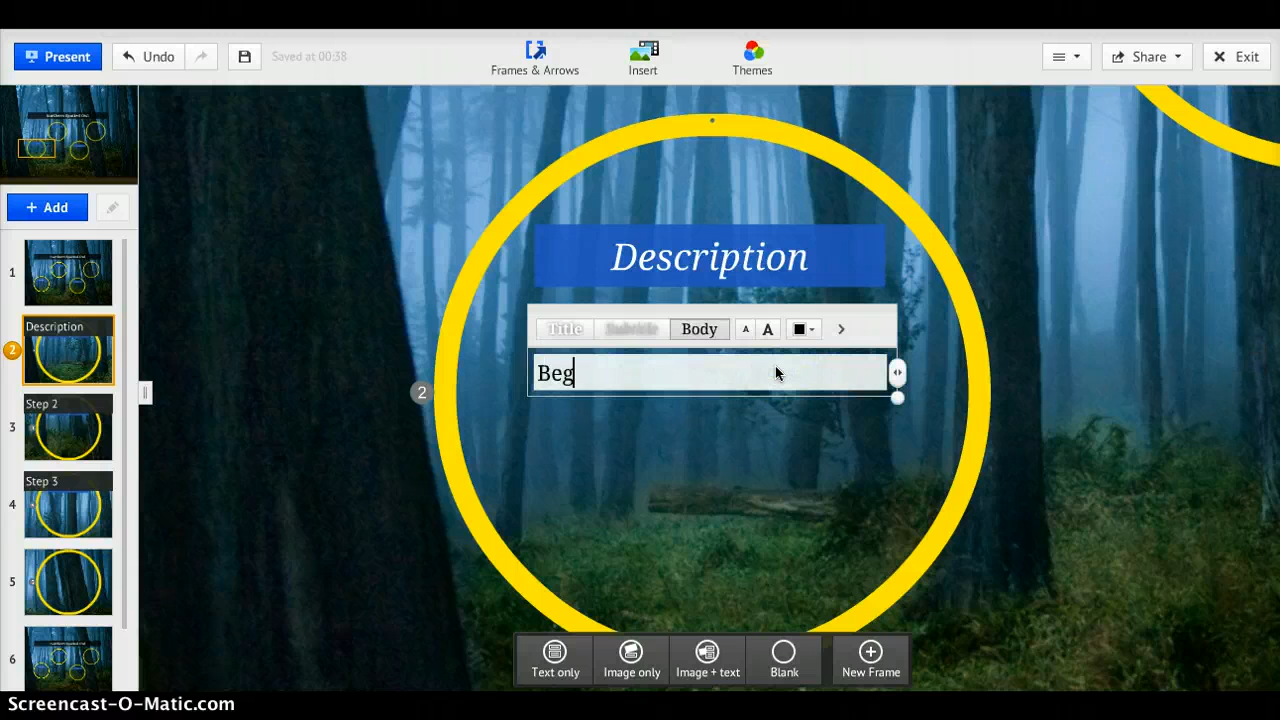 Present
Undo
Saved at 00:38
Frames & Arrows
Insert
Themes
Share
Exit
Add
1
Description
2
Step 2
3
Step 3
4
5
6
Description
Title
Subtitle
Body
A
A
Beg
2
Text only
Image only
Image + text
Blank
New Frame
Screencast-O-Matic.com